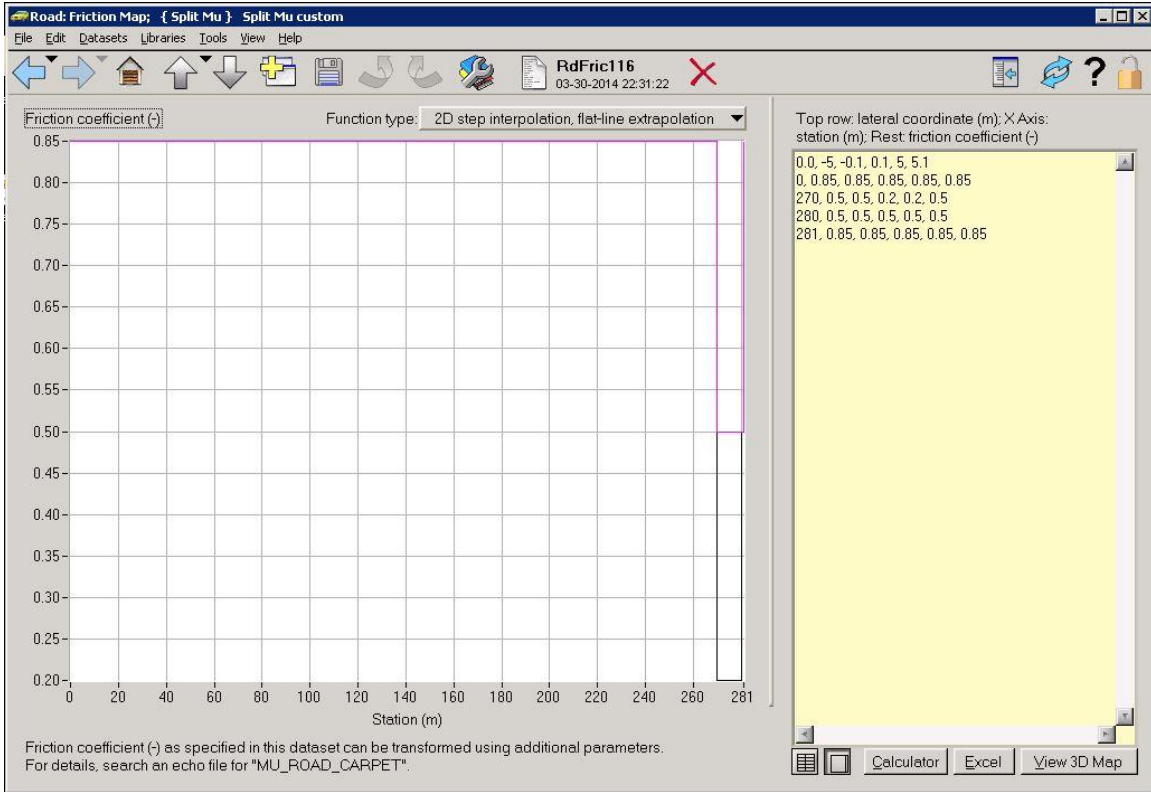 Road: Friction Map; { Split Mu } Split Mu custom
File Edit Datasets Libraries Tools View Help
RdFric116
03-30-2014 22:31:22
?
Friction coefficient (-)
Function type: 2D step interpolation, flat-line extrapolation
0.85
0.80
0.75
0.70
0.65
0.60
0.55
0.50
0.45
0.40
0.35
0.30
0.25
0.20
0 20 40 60 80 100 120 140 160 180 200 220 240 260 281
Station (m)
Friction coefficient (-) as specified in this dataset can be transformed using additional parameters.
For details, search an echo file for "MU_ROAD_CARPET".
Top row: lateral coordinate (m); X Axis:
station (m); Rest: friction coefficient (-)
0.0, -5, -0.1, 0.1, 5, 5.1
0, 0.85, 0.85, 0.85, 0.85, 0.85
270, 0.5, 0.5, 0.2, 0.2, 0.5
280, 0.5, 0.5, 0.5, 0.5, 0.5
281, 0.85, 0.85, 0.85, 0.85, 0.85
Calculator Excel View 3D Map